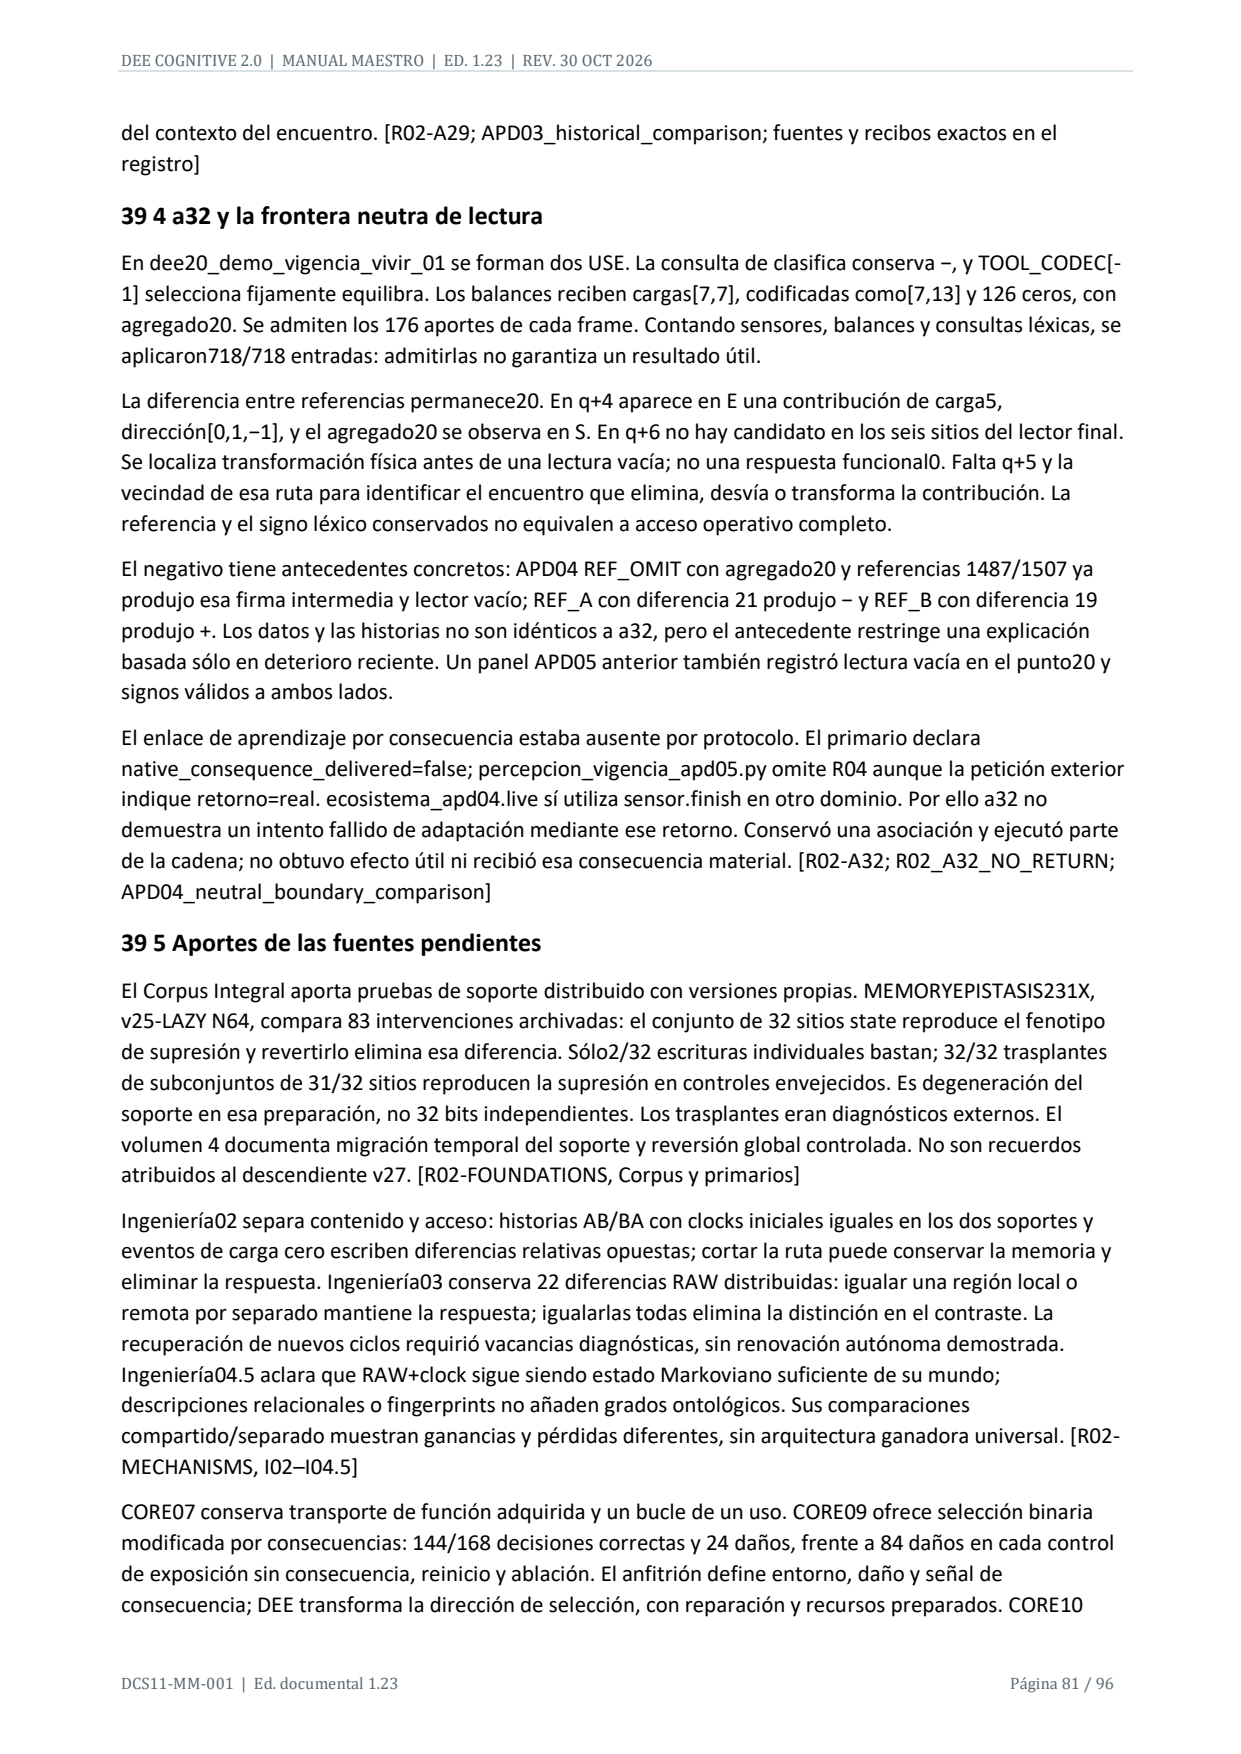 DEE COGNITIVE 2.0 | MANUAL MAESTRO | ED. 1.23 | REV. 30 OCT 2026
del contexto del encuentro. [R02-A29; APD03_historical_comparison; fuentes y recibos exactos en el
registro]
39 4 a32 y la frontera neutra de lectura
En dee20_demo_vigencia_vivir_01 se forman dos USE. La consulta de clasifica conserva −, y TOOL_CODEC[-
1] selecciona fijamente equilibra. Los balances reciben cargas[7,7], codificadas como[7,13] y 126 ceros, con
agregado20. Se admiten los 176 aportes de cada frame. Contando sensores, balances y consultas léxicas, se
aplicaron718/718 entradas: admitirlas no garantiza un resultado útil.
La diferencia entre referencias permanece20. En q+4 aparece en E una contribución de carga5,
dirección[0,1,−1], y el agregado20 se observa en S. En q+6 no hay candidato en los seis sitios del lector final.
Se localiza transformación física antes de una lectura vacía; no una respuesta funcional0. Falta q+5 y la
vecindad de esa ruta para identificar el encuentro que elimina, desvía o transforma la contribución. La
referencia y el signo léxico conservados no equivalen a acceso operativo completo.
El negativo tiene antecedentes concretos: APD04 REF_OMIT con agregado20 y referencias 1487/1507 ya
produjo esa firma intermedia y lector vacío; REF_A con diferencia 21 produjo − y REF_B con diferencia 19
produjo +. Los datos y las historias no son idénticos a a32, pero el antecedente restringe una explicación
basada sólo en deterioro reciente. Un panel APD05 anterior también registró lectura vacía en el punto20 y
signos válidos a ambos lados.
El enlace de aprendizaje por consecuencia estaba ausente por protocolo. El primario declara
native_consequence_delivered=false; percepcion_vigencia_apd05.py omite R04 aunque la petición exterior
indique retorno=real. ecosistema_apd04.live sí utiliza sensor.finish en otro dominio. Por ello a32 no
demuestra un intento fallido de adaptación mediante ese retorno. Conservó una asociación y ejecutó parte
de la cadena; no obtuvo efecto útil ni recibió esa consecuencia material. [R02-A32; R02_A32_NO_RETURN;
APD04_neutral_boundary_comparison]
39 5 Aportes de las fuentes pendientes
El Corpus Integral aporta pruebas de soporte distribuido con versiones propias. MEMORYEPISTASIS231X,
v25-LAZY N64, compara 83 intervenciones archivadas: el conjunto de 32 sitios state reproduce el fenotipo
de supresión y revertirlo elimina esa diferencia. Sólo2/32 escrituras individuales bastan; 32/32 trasplantes
de subconjuntos de 31/32 sitios reproducen la supresión en controles envejecidos. Es degeneración del
soporte en esa preparación, no 32 bits independientes. Los trasplantes eran diagnósticos externos. El
volumen 4 documenta migración temporal del soporte y reversión global controlada. No son recuerdos
atribuidos al descendiente v27. [R02-FOUNDATIONS, Corpus y primarios]
Ingeniería02 separa contenido y acceso: historias AB/BA con clocks iniciales iguales en los dos soportes y
eventos de carga cero escriben diferencias relativas opuestas; cortar la ruta puede conservar la memoria y
eliminar la respuesta. Ingeniería03 conserva 22 diferencias RAW distribuidas: igualar una región local o
remota por separado mantiene la respuesta; igualarlas todas elimina la distinción en el contraste. La
recuperación de nuevos ciclos requirió vacancias diagnósticas, sin renovación autónoma demostrada.
Ingeniería04.5 aclara que RAW+clock sigue siendo estado Markoviano suficiente de su mundo;
descripciones relacionales o fingerprints no añaden grados ontológicos. Sus comparaciones
compartido/separado muestran ganancias y pérdidas diferentes, sin arquitectura ganadora universal. [R02-
MECHANISMS, I02–I04.5]
CORE07 conserva transporte de función adquirida y un bucle de un uso. CORE09 ofrece selección binaria
modificada por consecuencias: 144/168 decisiones correctas y 24 daños, frente a 84 daños en cada control
de exposición sin consecuencia, reinicio y ablación. El anfitrión define entorno, daño y señal de
consecuencia; DEE transforma la dirección de selección, con reparación y recursos preparados. CORE10
DCS11-MM-001 | Ed. documental 1.23
Página 81 / 96